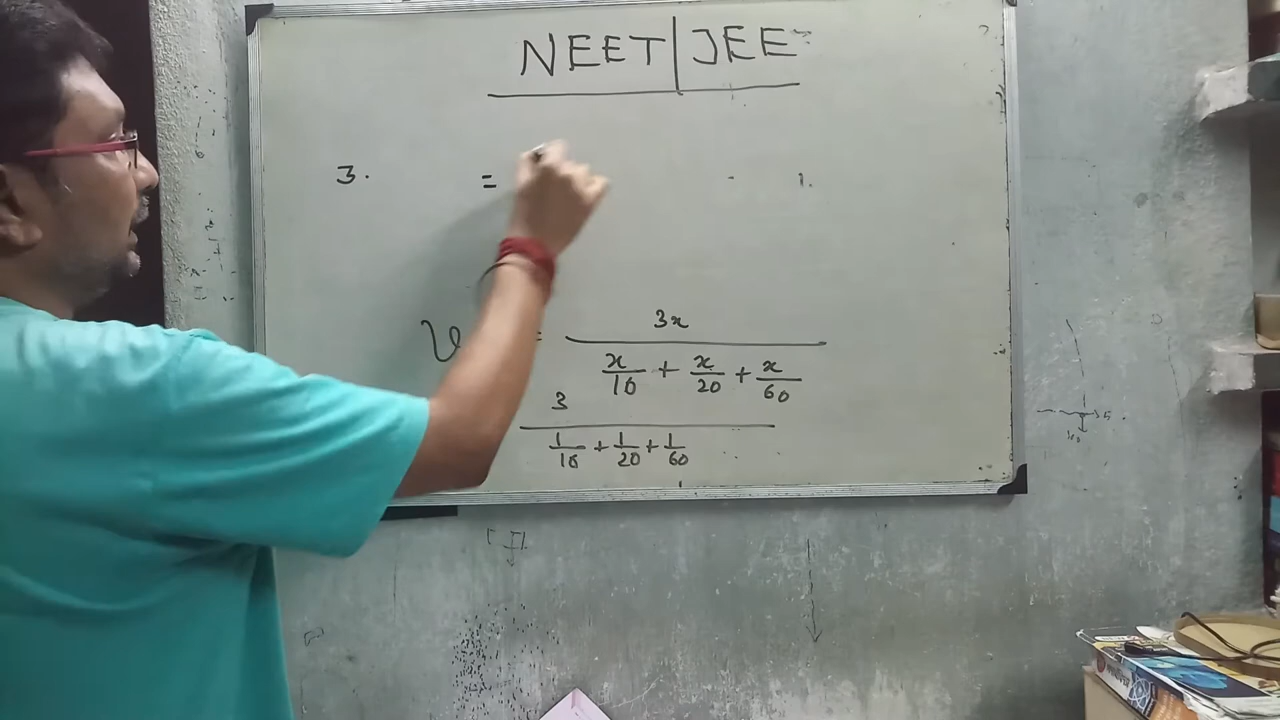 NEET | JEE
3. =
V = 3x / (x/10 + x/20 + x/60)
3 / (1/10 + 1/20 + 1/60)